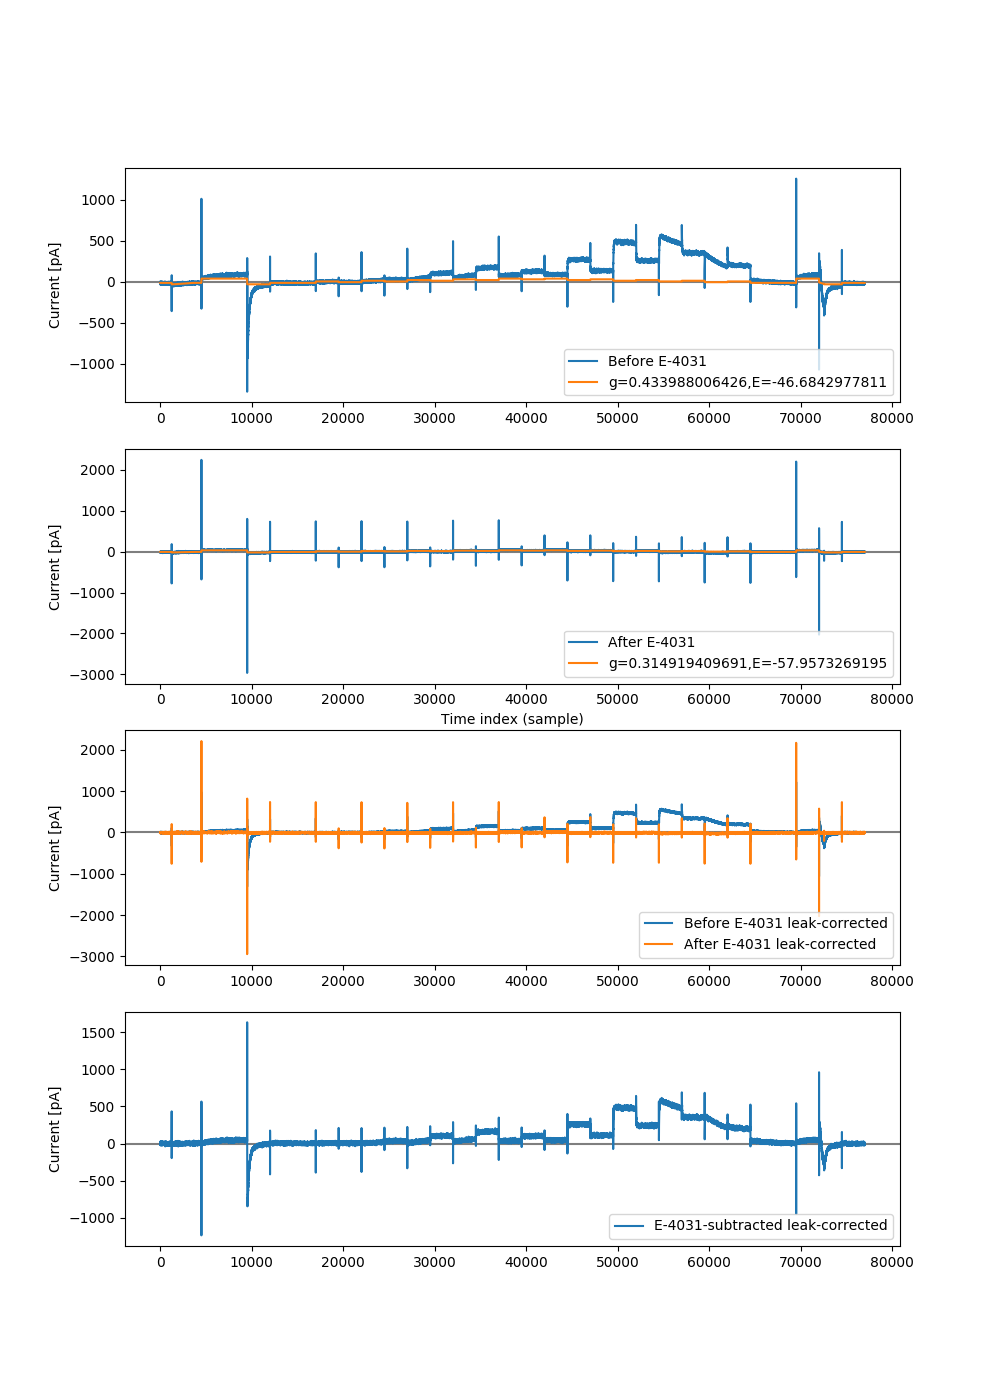 1000
500
0
−500
−1000
Current [pA]
Before E-4031
g=0.433988006426,E=-46.6842977811
0 10000 20000 30000 40000 50000 60000 70000 80000
2000
1000
0
−1000
−2000
−3000
Current [pA]
After E-4031
g=0.314919409691,E=-57.9573269195
0 10000 20000 30000 40000 50000 60000 70000 80000
Time index (sample)
2000
1000
0
−1000
−2000
−3000
Current [pA]
Before E-4031 leak-corrected
After E-4031 leak-corrected
0 10000 20000 30000 40000 50000 60000 70000 80000
1500
1000
500
0
−500
−1000
Current [pA]
E-4031-subtracted leak-corrected
0 10000 20000 30000 40000 50000 60000 70000 80000